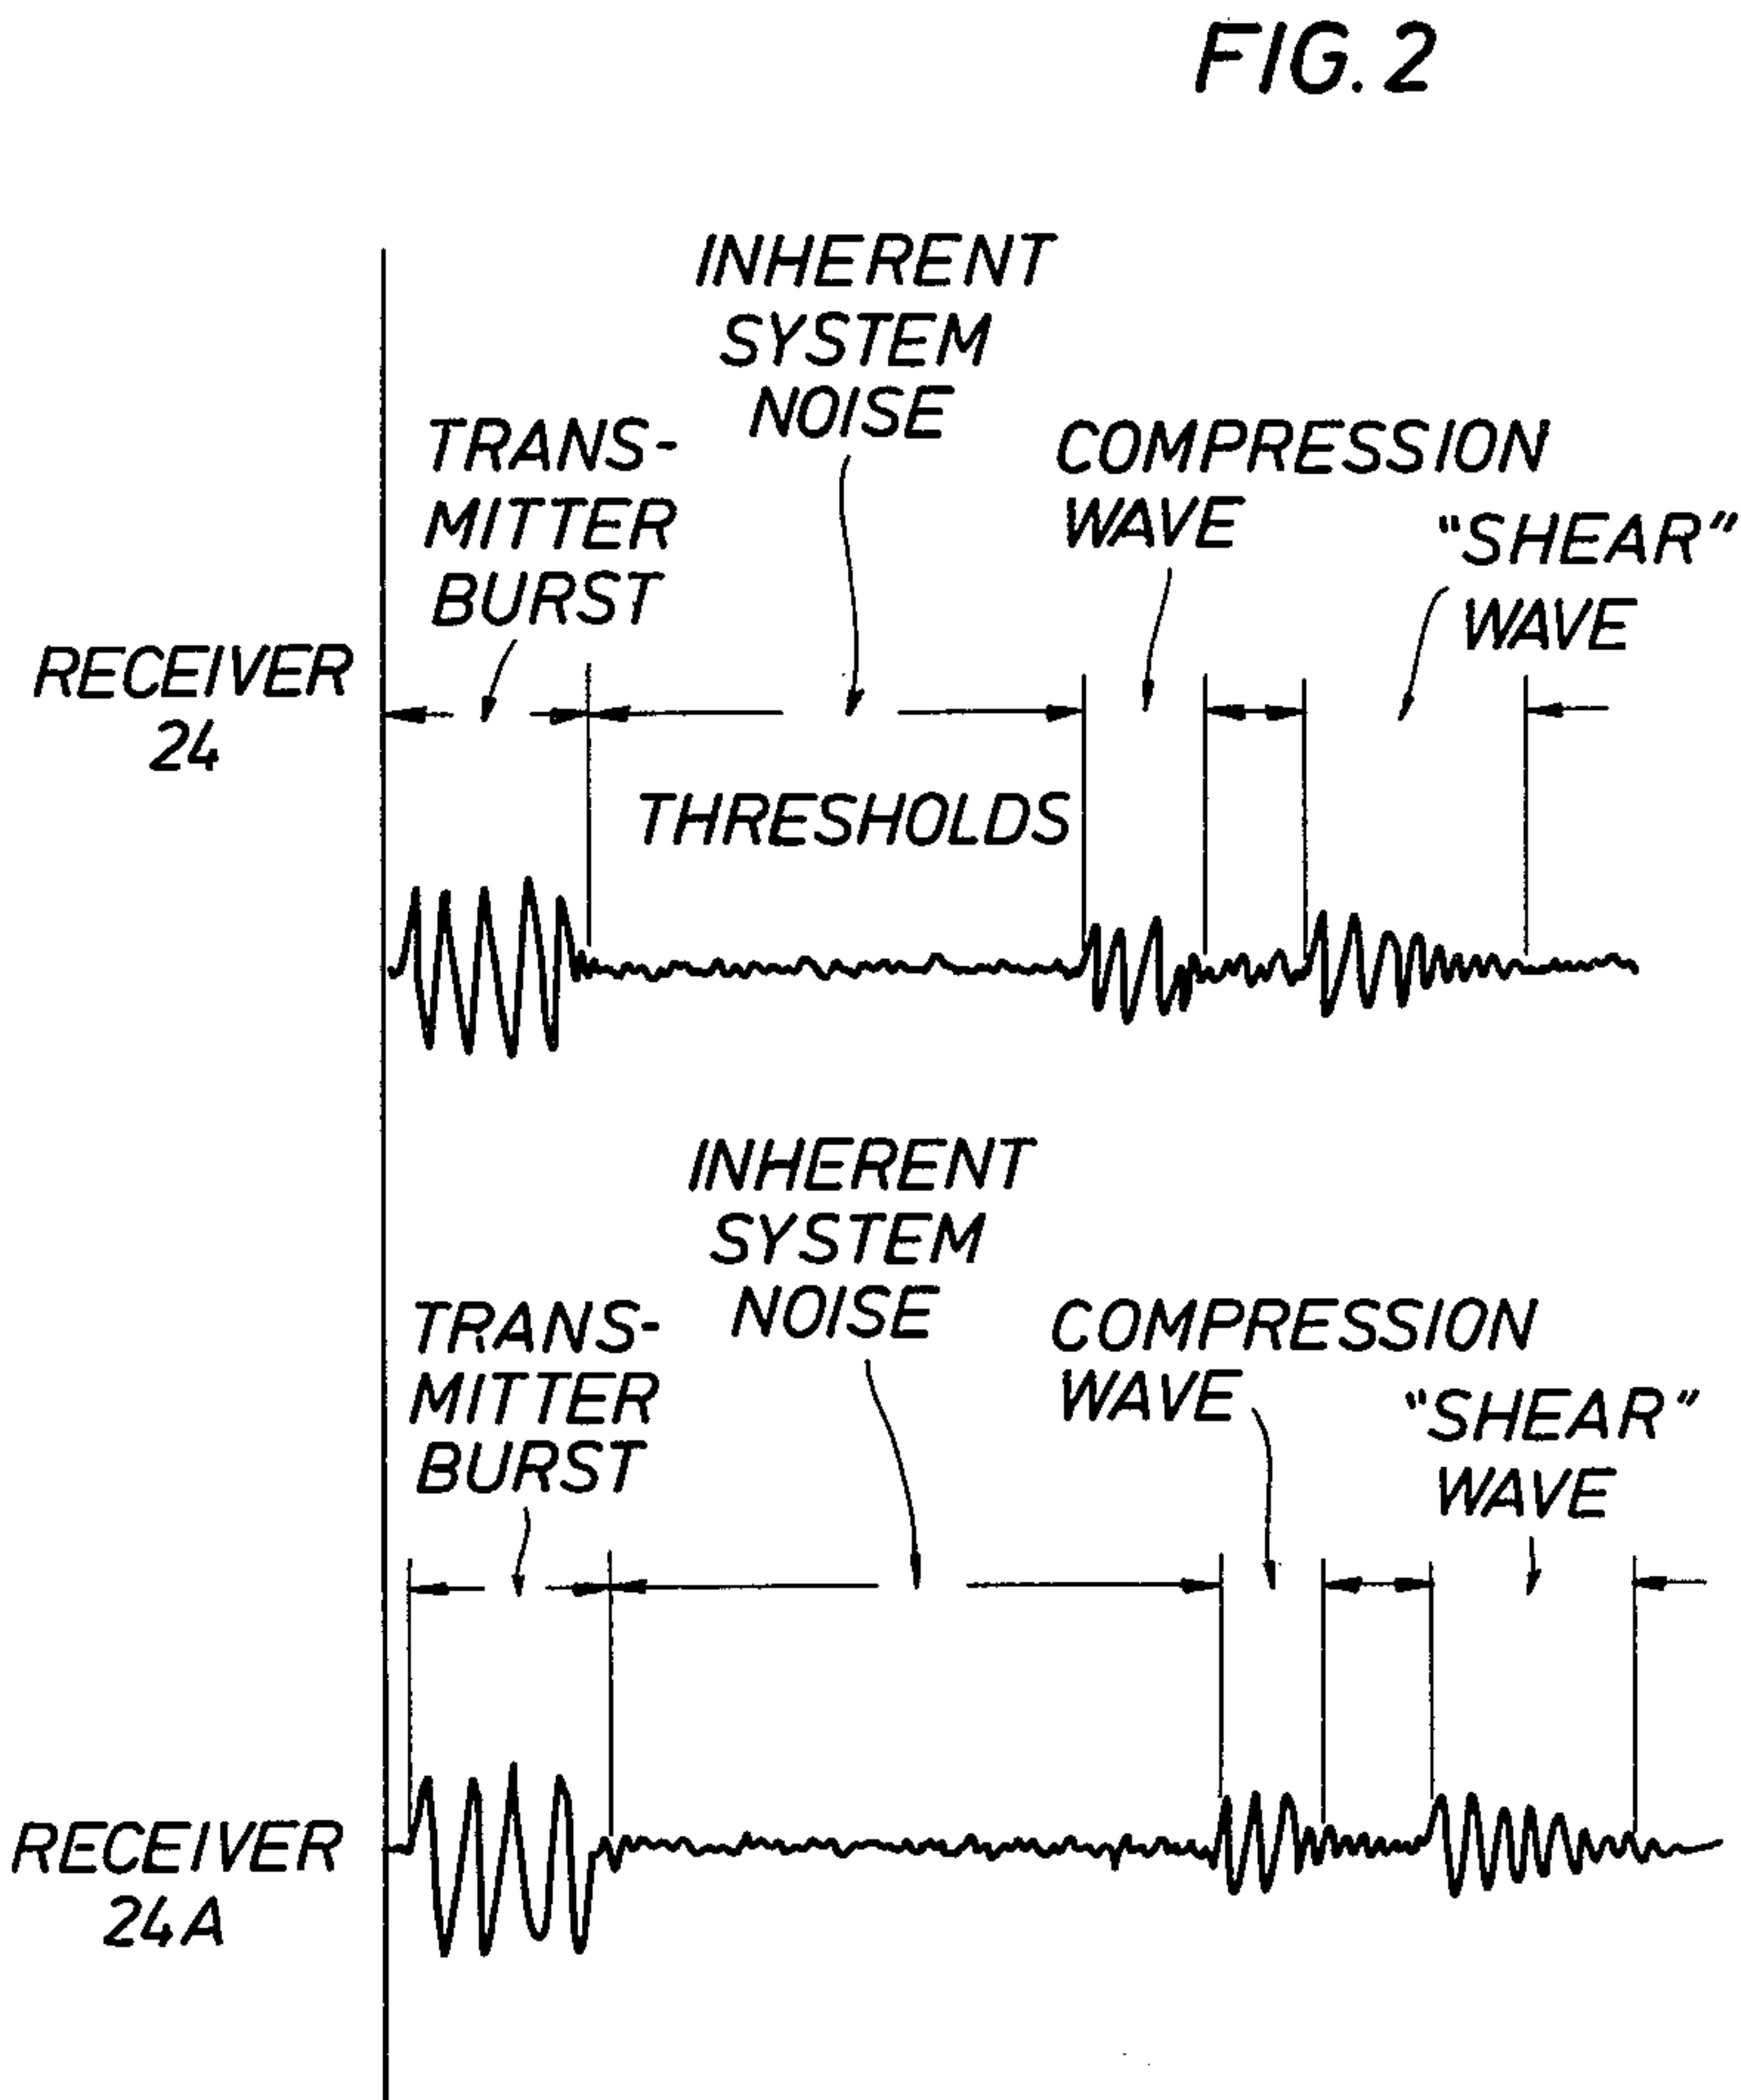 FIG. 2
INHERENT
SYSTEM
NOISE
TRANS-
MITTER
BURST
COMPRESSION
WAVE
“SHEAR”
WAVE
RECEIVER
24
THRESHOLDS
INHERENT
SYSTEM
NOISE
TRANS-
MITTER
BURST
COMPRESSION
WAVE
“SHEAR”
WAVE
RECEIVER
24A